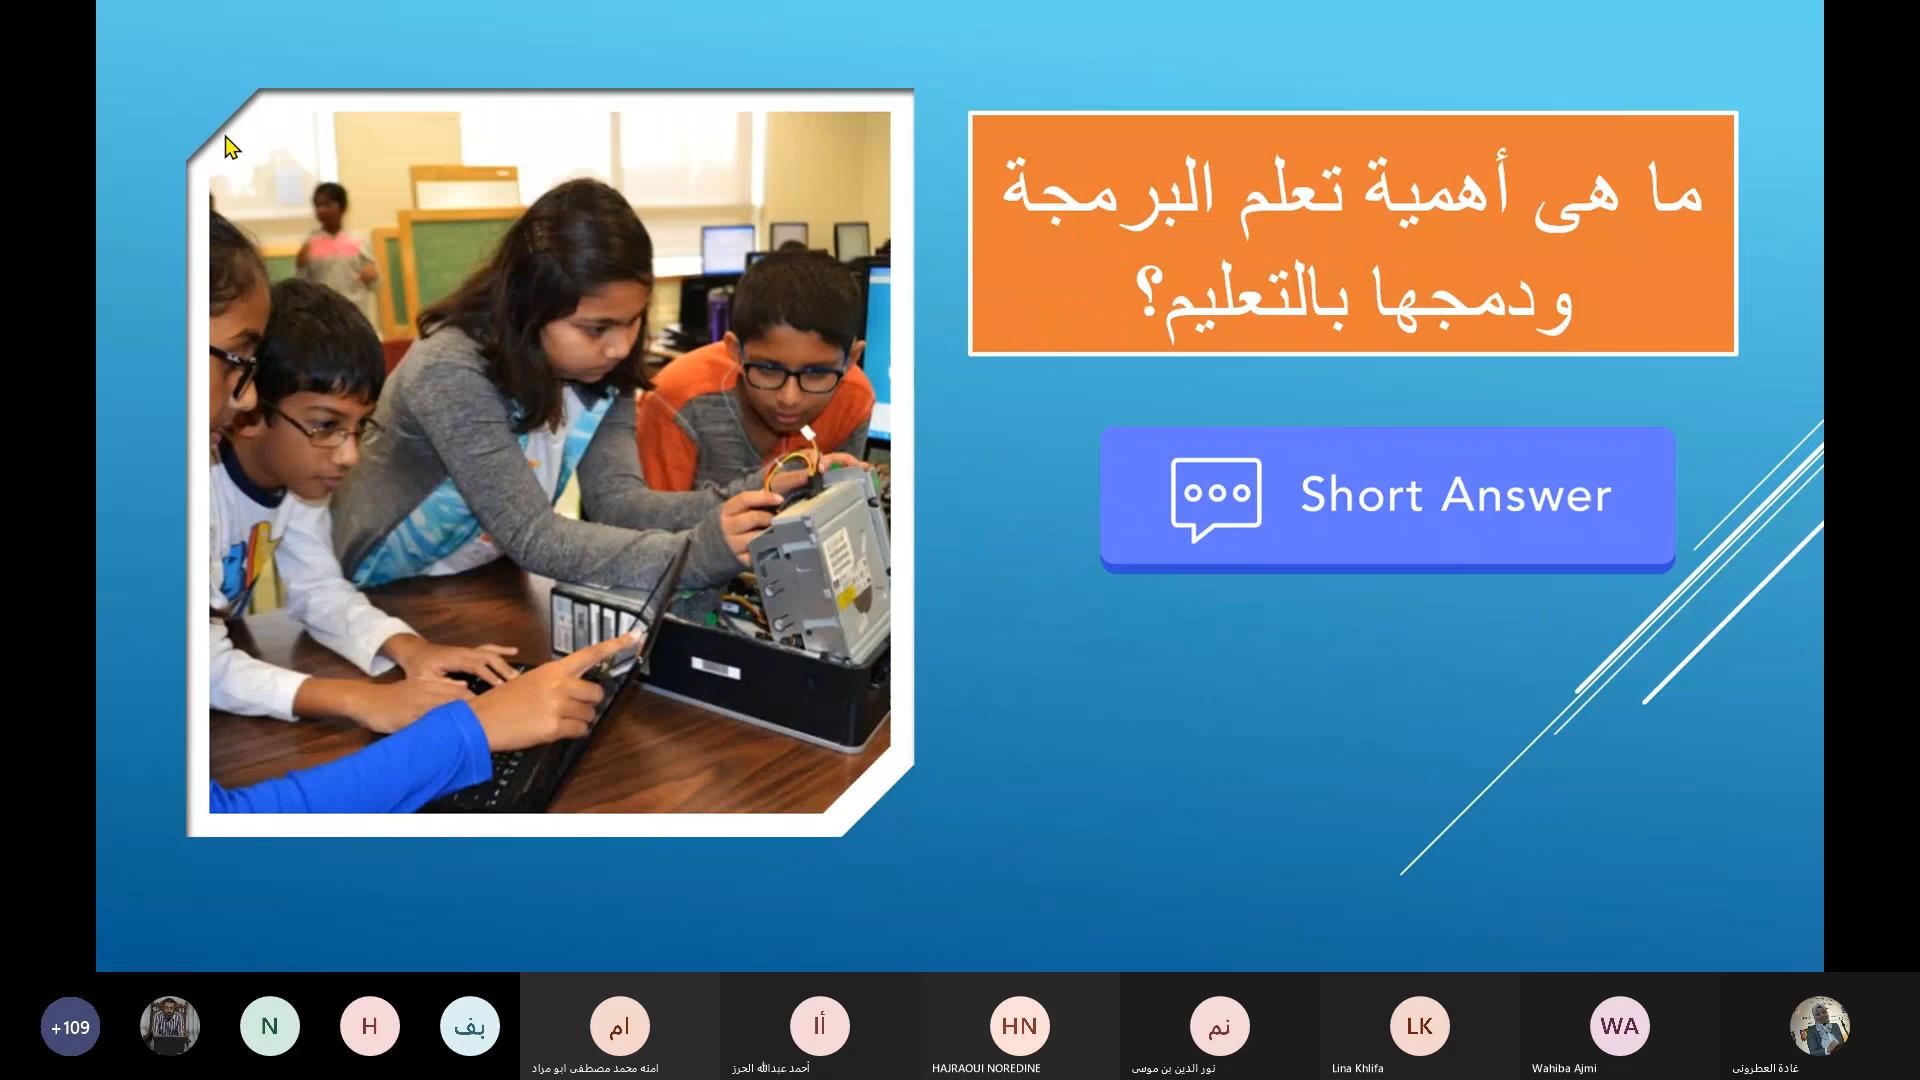 ما هى أهمية تعلم البرمجة
ودمجها بالتعليم؟
Short Answer
+109
N
H
بف
ام
أا
HN
نم
LK
WA
امنه محمد مصطفى ابو مراد
أحمد عبدالله الحرز
HAJRAOUI NOREDINE
نور الدين بن موسى
Lina Khlifa
Wahiba Ajmi
غادة العطرونى